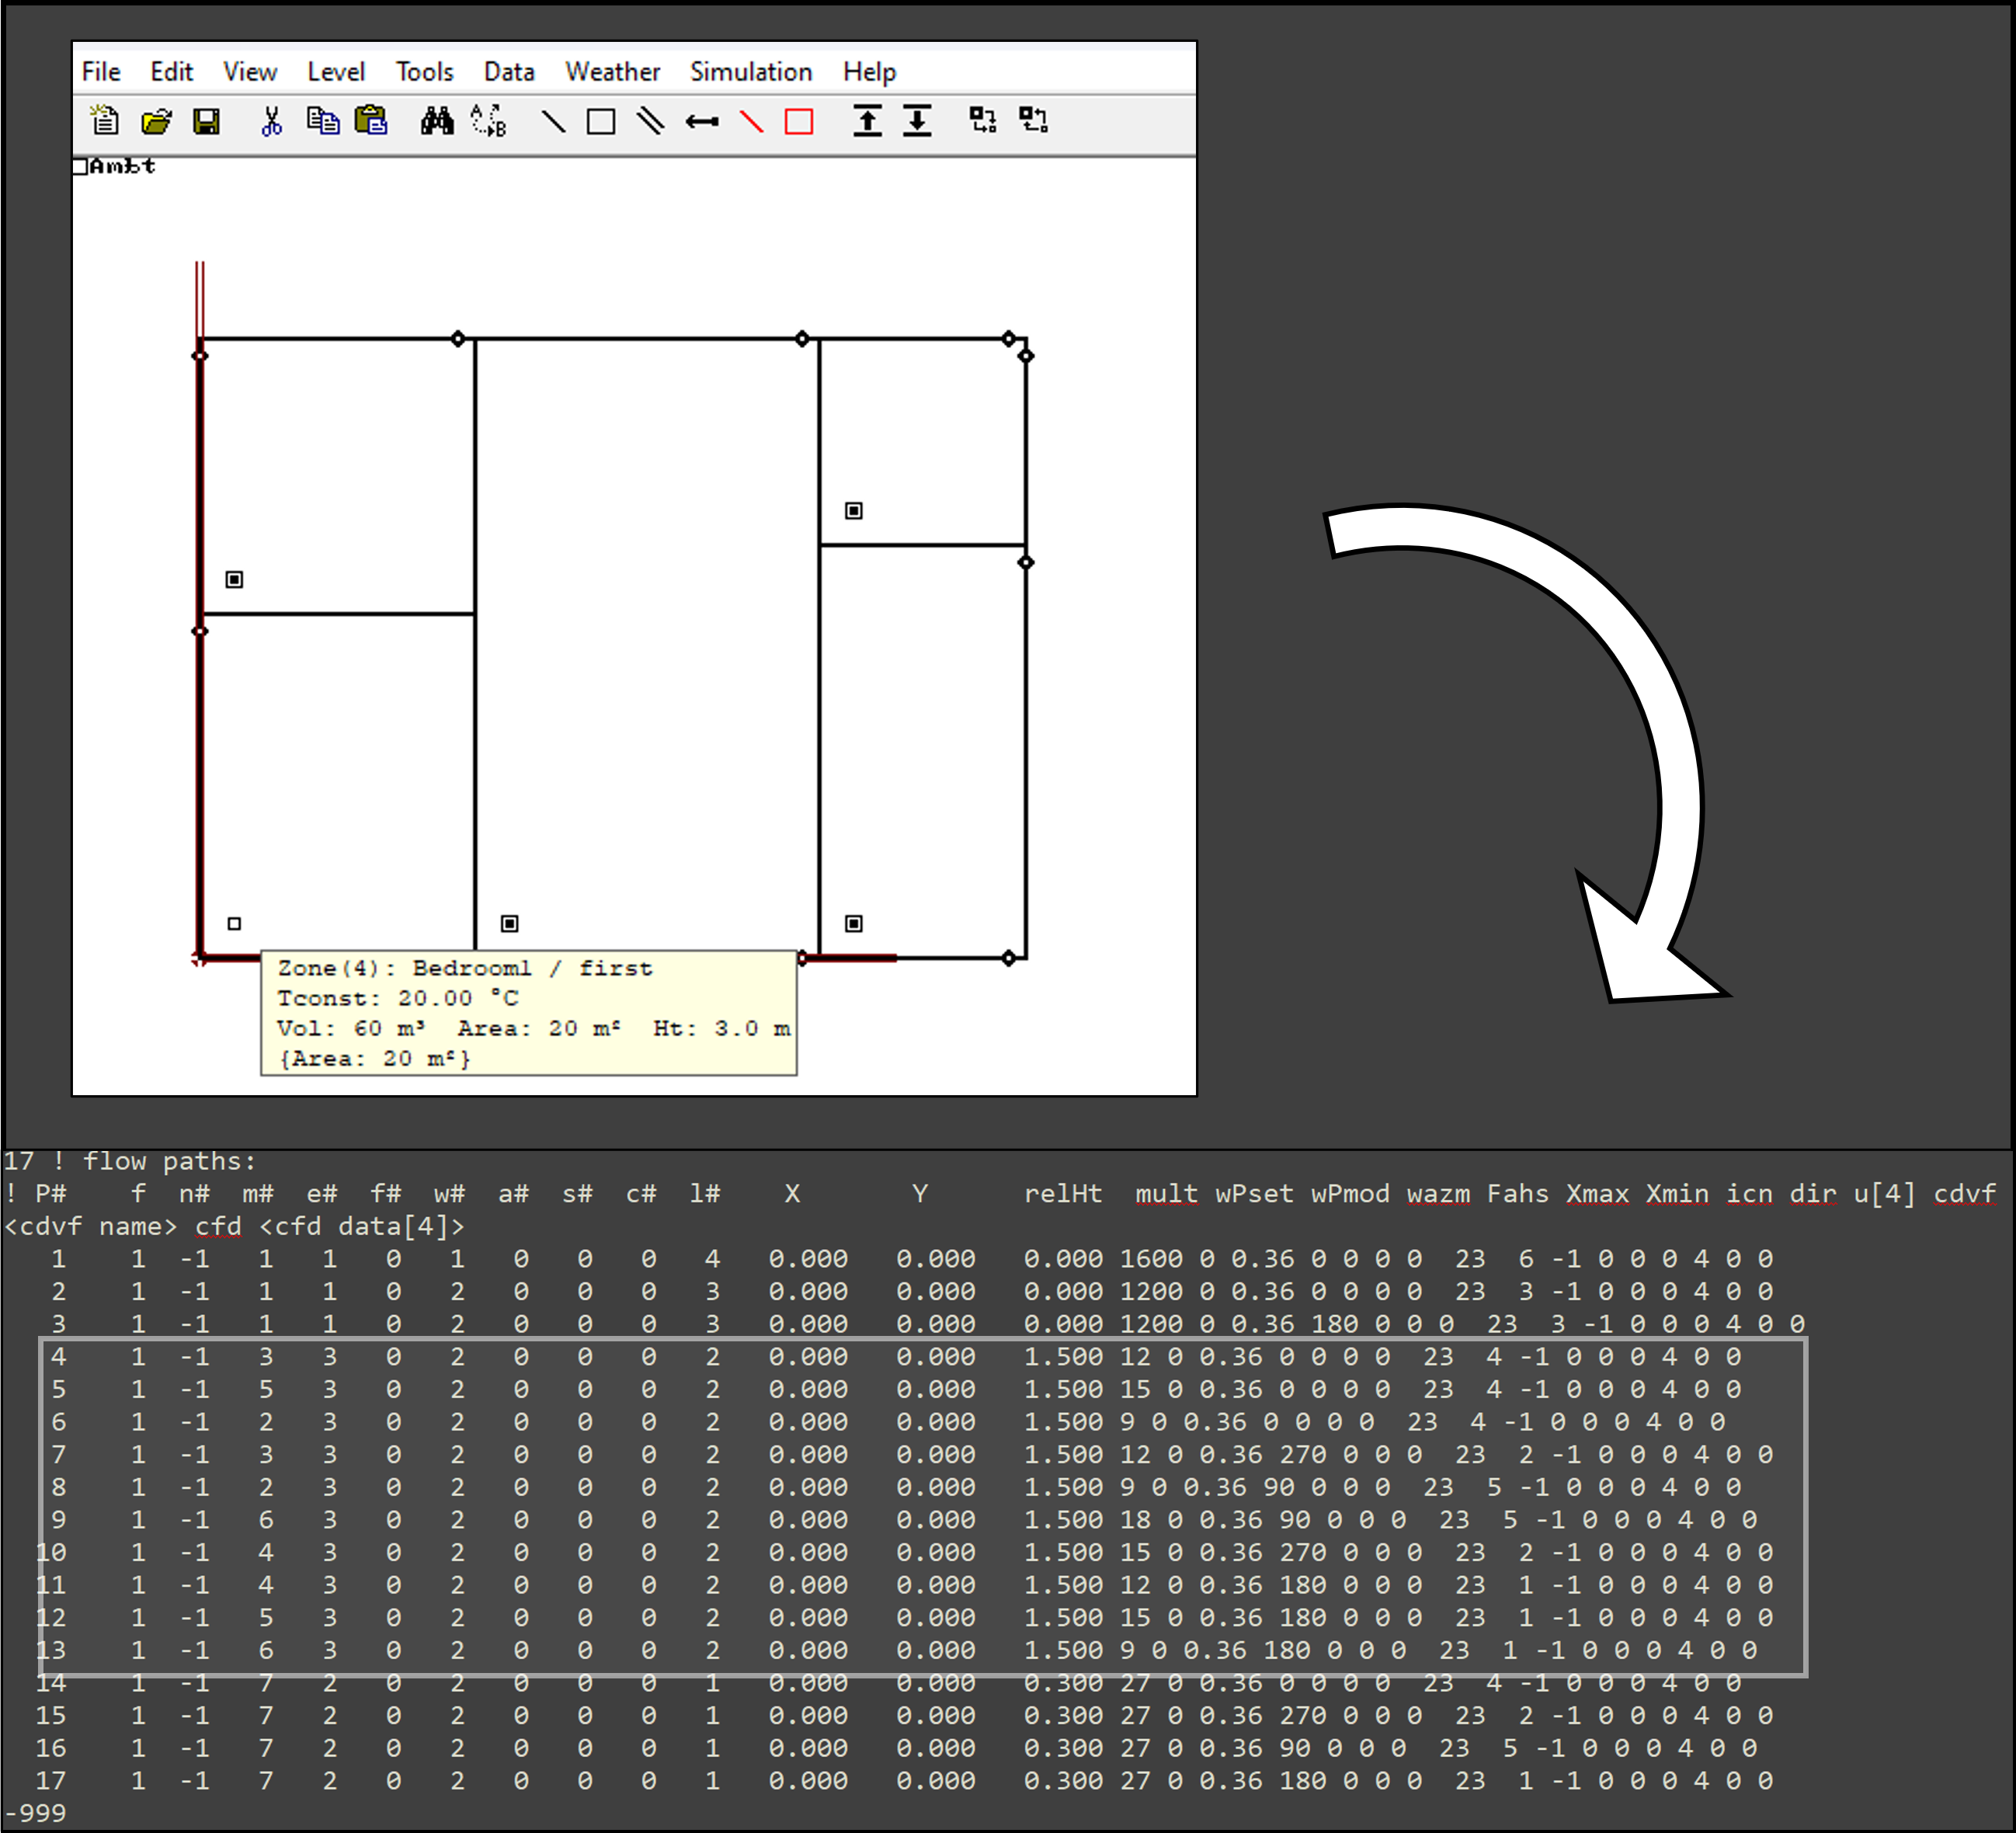 File Edit View Level Tools Data Weather Simulation Help
Ambt
Zone(4): Bedroom1 / first
Tconst: 20.00 °C
Vol: 60 m³ Area: 20 m² Ht: 3.0 m
{Area: 20 m²}
17 ! flow paths:
! P# f n# m# e# f# w# a# s# c# l# X Y relHt mult wPset wPmod wazm Fahs Xmax Xmin icn dir u[4] cdvf
<cdvf name> cfd <cfd data[4]>
1 1 -1 1 1 0 1 0 0 0 4 0.000 0.000 0.000 1600 0 0.36 0 0 0 0 23 6 -1 0 0 0 4 0 0
2 1 -1 1 1 0 2 0 0 0 3 0.000 0.000 0.000 1200 0 0.36 0 0 0 0 23 3 -1 0 0 0 4 0 0
3 1 -1 1 1 0 2 0 0 0 3 0.000 0.000 0.000 1200 0 0.36 180 0 0 0 23 3 -1 0 0 0 4 0 0
4 1 -1 3 3 0 2 0 0 0 2 0.000 0.000 1.500 12 0 0.36 0 0 0 0 23 4 -1 0 0 0 4 0 0
5 1 -1 5 3 0 2 0 0 0 2 0.000 0.000 1.500 15 0 0.36 0 0 0 0 23 4 -1 0 0 0 4 0 0
6 1 -1 2 3 0 2 0 0 0 2 0.000 0.000 1.500 9 0 0.36 0 0 0 0 23 4 -1 0 0 0 4 0 0
7 1 -1 3 3 0 2 0 0 0 2 0.000 0.000 1.500 12 0 0.36 270 0 0 0 23 2 -1 0 0 0 4 0 0
8 1 -1 2 3 0 2 0 0 0 2 0.000 0.000 1.500 9 0 0.36 90 0 0 0 23 5 -1 0 0 0 4 0 0
9 1 -1 6 3 0 2 0 0 0 2 0.000 0.000 1.500 18 0 0.36 90 0 0 0 23 5 -1 0 0 0 4 0 0
10 1 -1 4 3 0 2 0 0 0 2 0.000 0.000 1.500 15 0 0.36 270 0 0 0 23 2 -1 0 0 0 4 0 0
11 1 -1 4 3 0 2 0 0 0 2 0.000 0.000 1.500 12 0 0.36 180 0 0 0 23 1 -1 0 0 0 4 0 0
12 1 -1 5 3 0 2 0 0 0 2 0.000 0.000 1.500 15 0 0.36 180 0 0 0 23 1 -1 0 0 0 4 0 0
13 1 -1 6 3 0 2 0 0 0 2 0.000 0.000 1.500 9 0 0.36 180 0 0 0 23 1 -1 0 0 0 4 0 0
14 1 -1 7 2 0 2 0 0 0 1 0.000 0.000 0.300 27 0 0.36 0 0 0 0 23 4 -1 0 0 0 4 0 0
15 1 -1 7 2 0 2 0 0 0 1 0.000 0.000 0.300 27 0 0.36 270 0 0 0 23 2 -1 0 0 0 4 0 0
16 1 -1 7 2 0 2 0 0 0 1 0.000 0.000 0.300 27 0 0.36 90 0 0 0 23 5 -1 0 0 0 4 0 0
17 1 -1 7 2 0 2 0 0 0 1 0.000 0.000 0.300 27 0 0.36 180 0 0 0 23 1 -1 0 0 0 4 0 0
-999